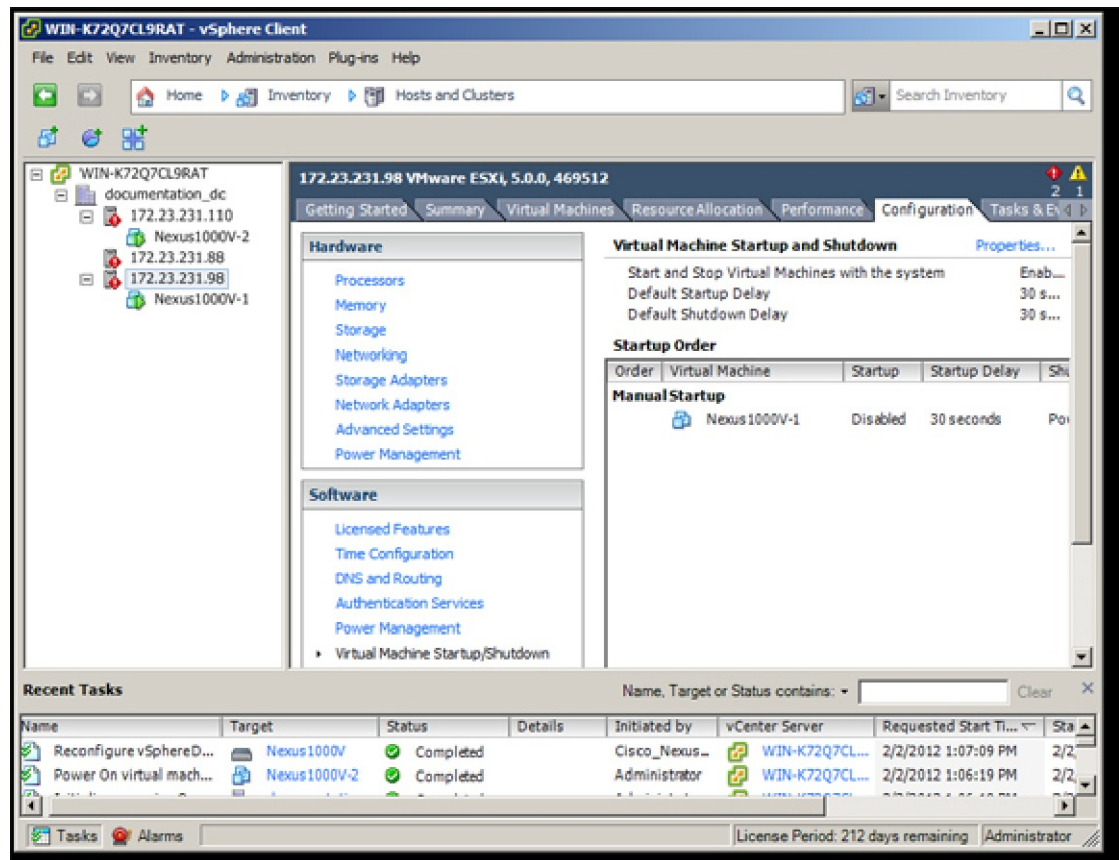 WIN-K72Q7CL9RAT - vSphere Client
File Edit View Inventory Administration Plug-ins Help
Home Inventory Hosts and Clusters
Search Inventory
WIN-K72Q7CL9RAT
documentation_dc
172.23.231.110
Nexus1000V-2
172.23.231.88
172.23.231.98
Nexus1000V-1
172.23.231.98 VMware ESXi, 5.0.0, 469512
2 1
Getting Started Summary Virtual Machines Resource Allocation Performance Configuration Tasks & Ev
Hardware
Processors
Memory
Storage
Networking
Storage Adapters
Network Adapters
Advanced Settings
Power Management
Software
Licensed Features
Time Configuration
DNS and Routing
Authentication Services
Power Management
Virtual Machine Startup/Shutdown
Virtual Machine Startup and Shutdown Properties...
Start and Stop Virtual Machines with the system Enab...
Default Startup Delay 30 s...
Default Shutdown Delay 30 s...
Startup Order
Order Virtual Machine Startup Startup Delay Shu
Manual Startup
Nexus1000V-1 Disabled 30 seconds Po
Recent Tasks Name, Target or Status contains: Clear
Name Target Status Details Initiated by vCenter Server Requested Start Ti... Sta
Reconfigure vSphere D... Nexus1000V Completed Cisco_Nexus... WIN-K72Q7CL... 2/2/2012 1:07:09 PM 2/2,
Power On virtual mach... Nexus1000V-2 Completed Administrator WIN-K72Q7CL... 2/2/2012 1:06:19 PM 2/2,
Tasks Alarms License Period: 212 days remaining Administrator